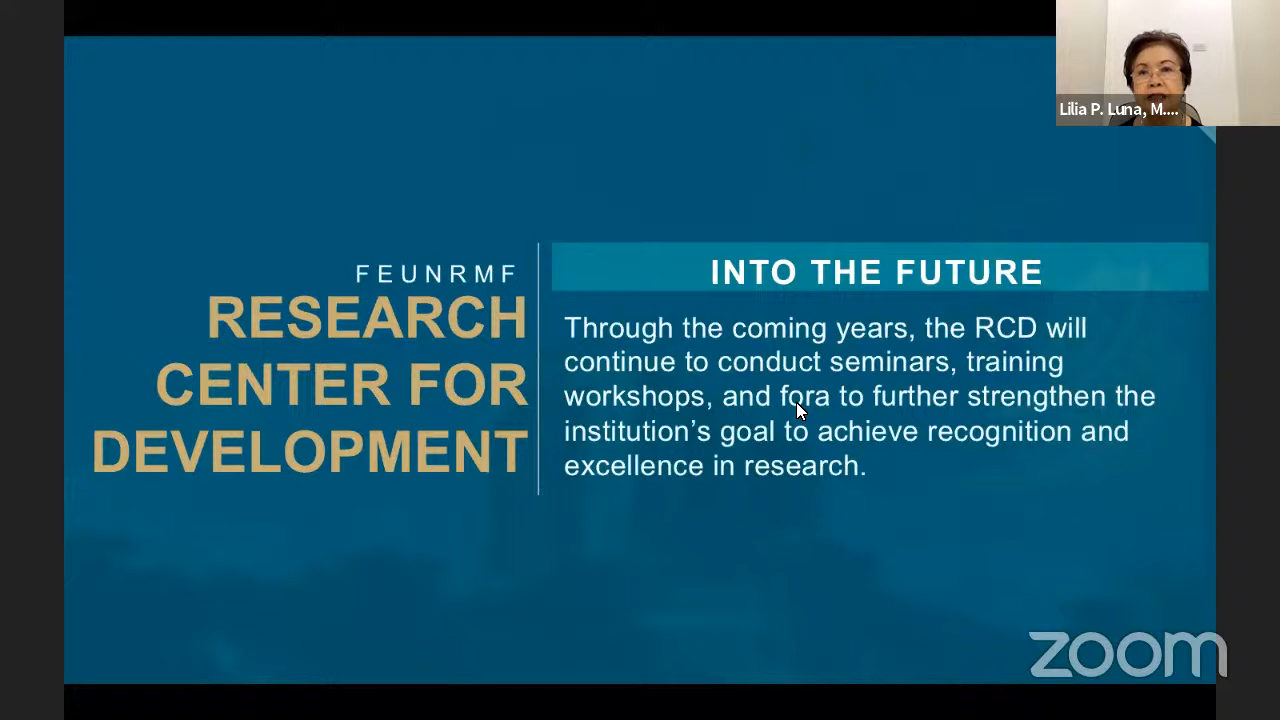 Lilia P. Luna, M....
FEUNRMF
RESEARCH
CENTER FOR
DEVELOPMENT
INTO THE FUTURE
Through the coming years, the RCD will
continue to conduct seminars, training
workshops, and fora to further strengthen the
institution’s goal to achieve recognition and
excellence in research.
zoom